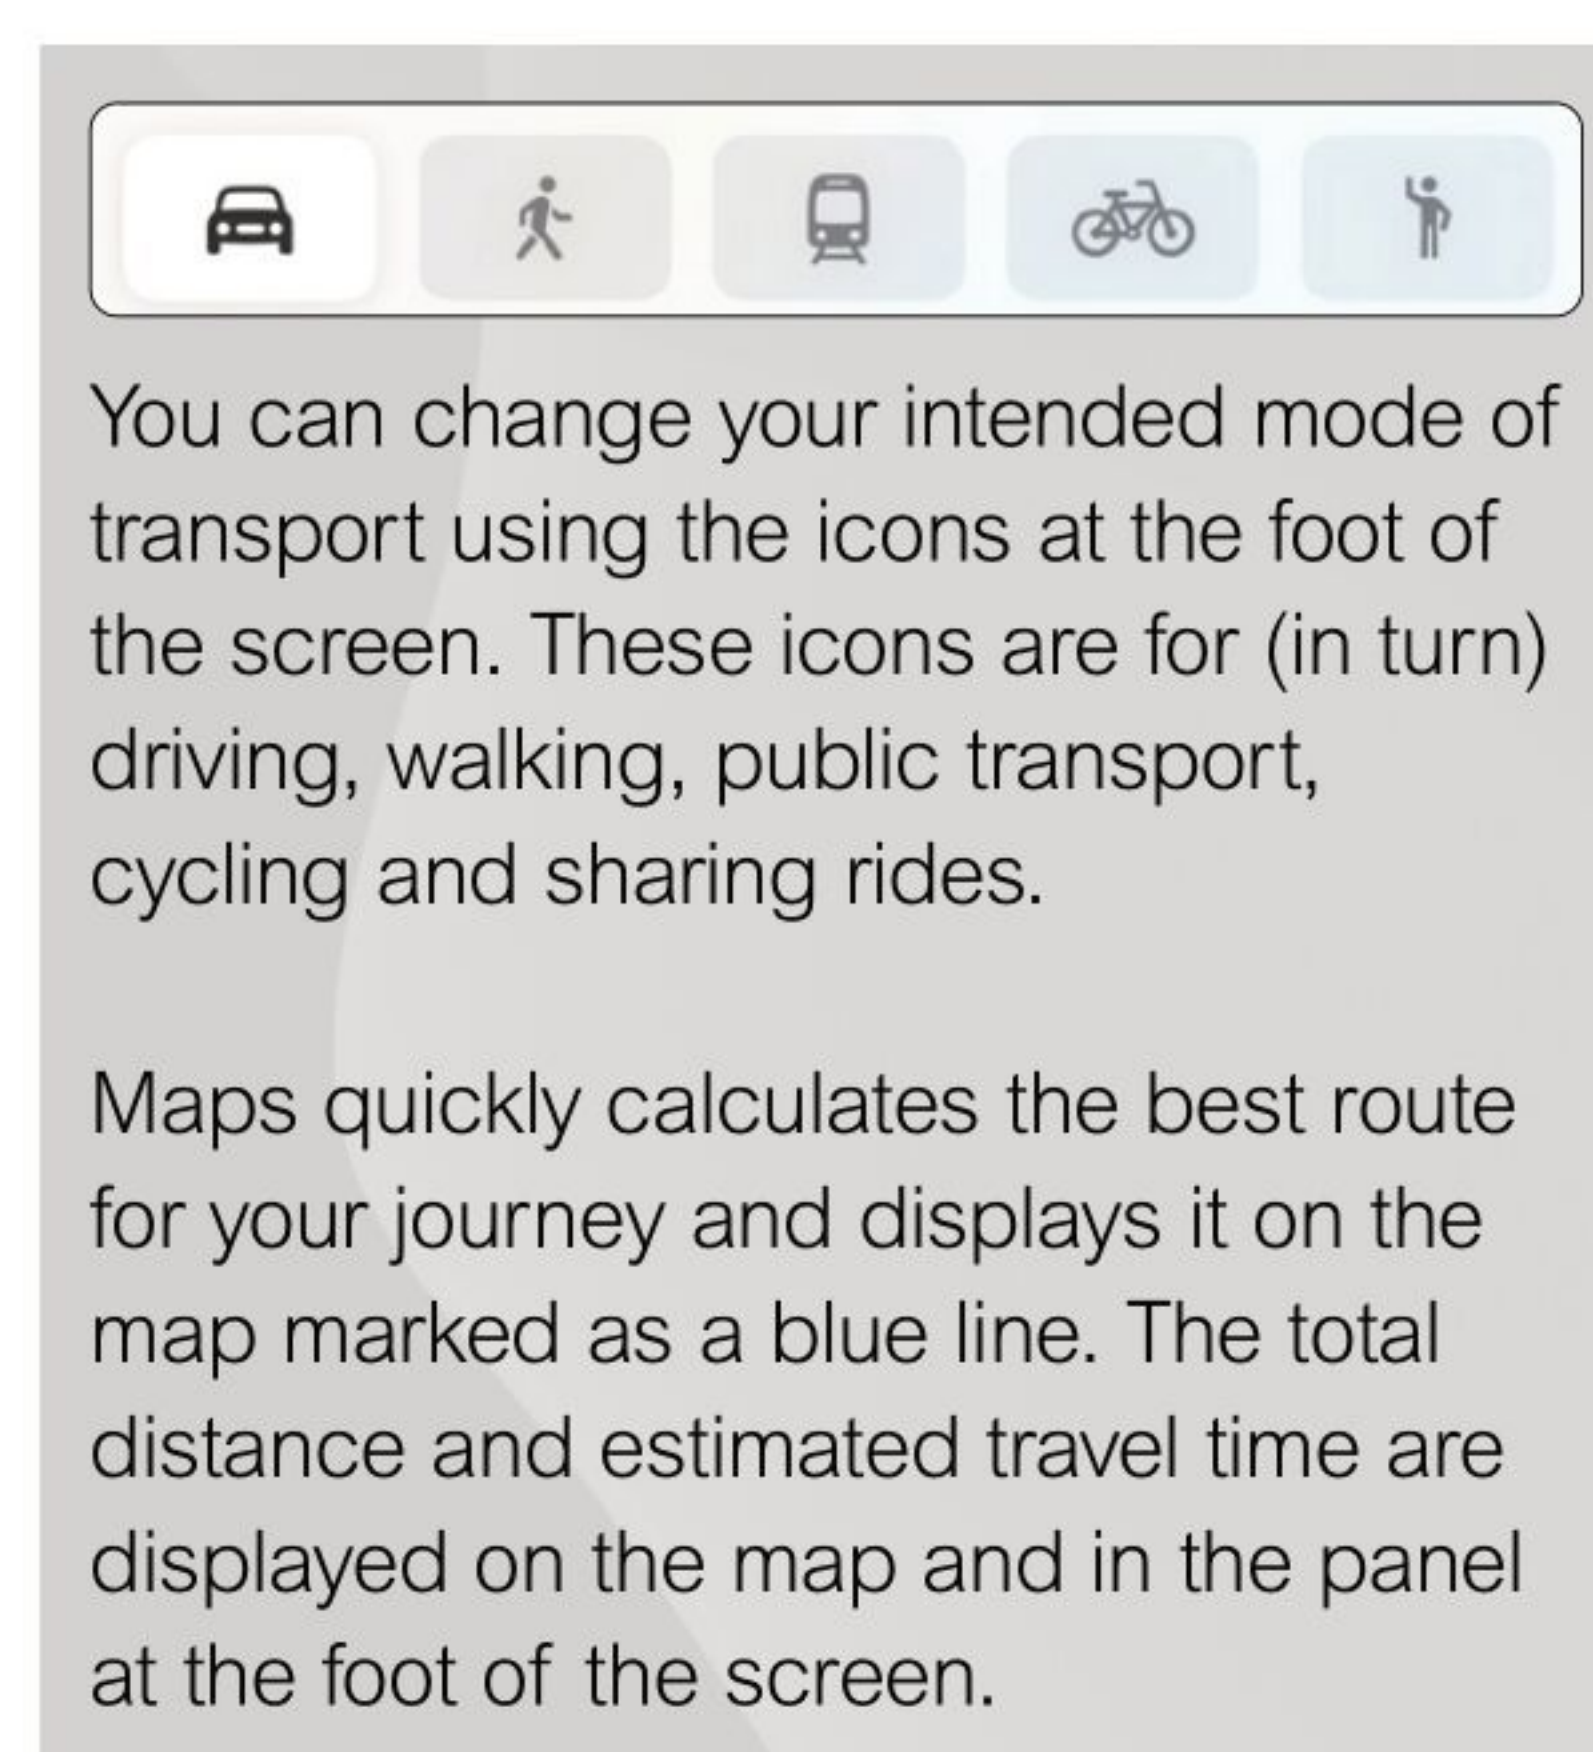 You can change your intended mode of
transport using the icons at the foot of
the screen. These icons are for (in turn)
driving, walking, public transport,
cycling and sharing rides.
Maps quickly calculates the best route
for your journey and displays it on the
map marked as a blue line. The total
distance and estimated travel time are
displayed on the map and in the panel
at the foot of the screen.